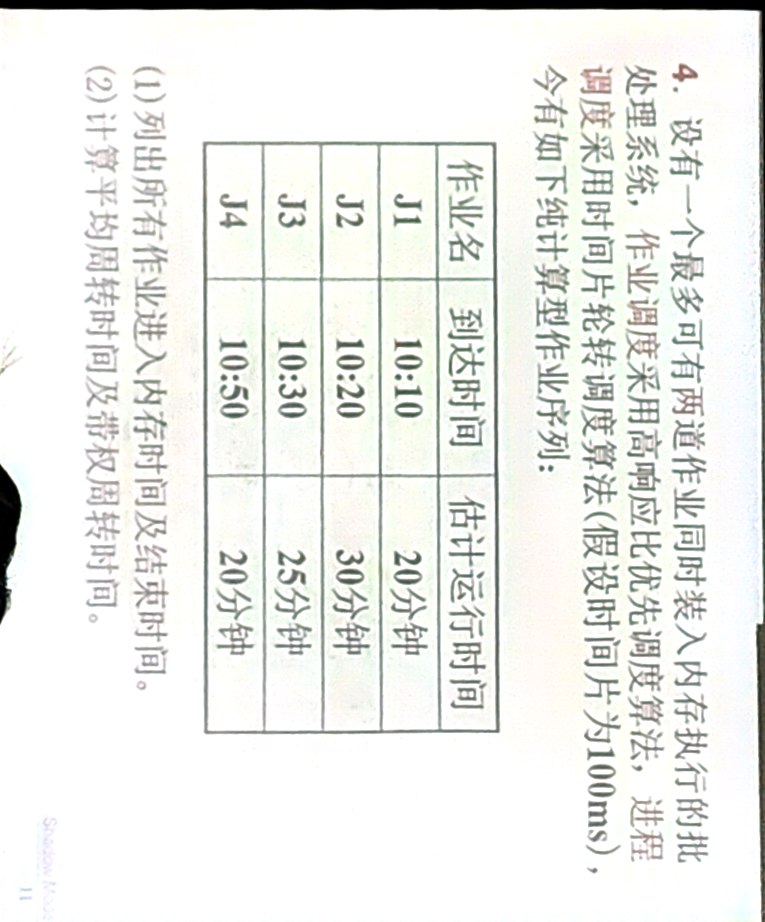 4. 设有一个最多可有两道作业同时装入内存执行的批
处理系统，作业调度采用高响应比优先调度算法，进程
调度采用时间片轮转调度算法(假设时间片为100ms)，
今有如下纯计算型作业序列：
作业名 到达时间 估计运行时间
J1 10:10 20分钟
J2 10:20 30分钟
J3 10:30 25分钟
J4 10:50 20分钟
(1)列出所有作业进入内存时间及结束时间。
(2)计算平均周转时间及带权周转时间。
Shadow Mode
11